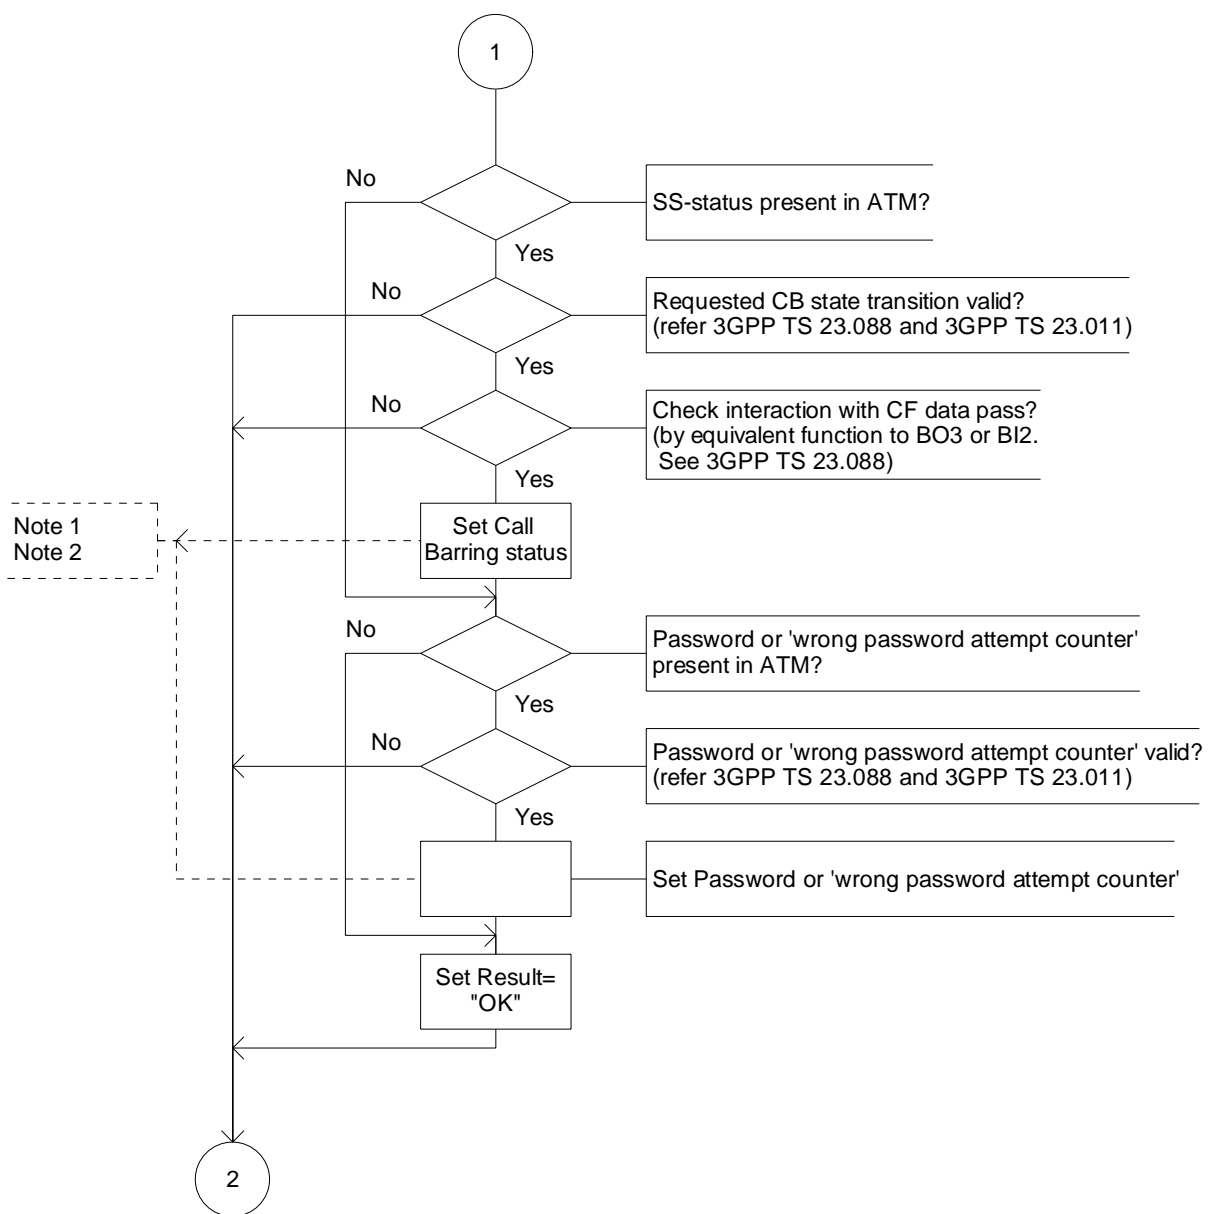 1
No
SS-status present in ATM?
Yes
No
Requested CB state transition valid?
(refer 3GPP TS 23.088 and 3GPP TS 23.011)
Yes
No
Check interaction with CF data pass?
(by equivalent function to BO3 or BI2.
See 3GPP TS 23.088)
Yes
Note 1
Note 2
Set Call
Barring status
No
Password or 'wrong password attempt counter'
present in ATM?
Yes
No
Password or 'wrong password attempt counter' valid?
(refer 3GPP TS 23.088 and 3GPP TS 23.011)
Yes
Set Password or 'wrong password attempt counter'
Set Result=
"OK"
2